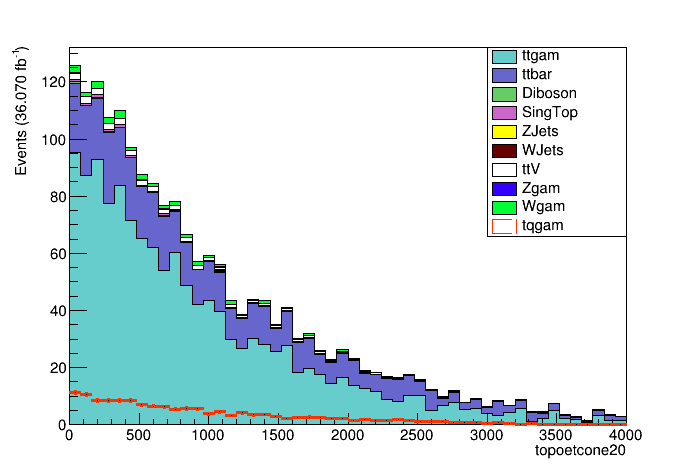 Events (36.070 fb⁻¹)
120
100
80
60
40
20
0
0 500 1000 1500 2000 2500 3000 3500 4000
topoetcone20
ttgam
ttbar
Diboson
SingTop
ZJets
WJets
ttV
Zgam
Wgam
tqgam